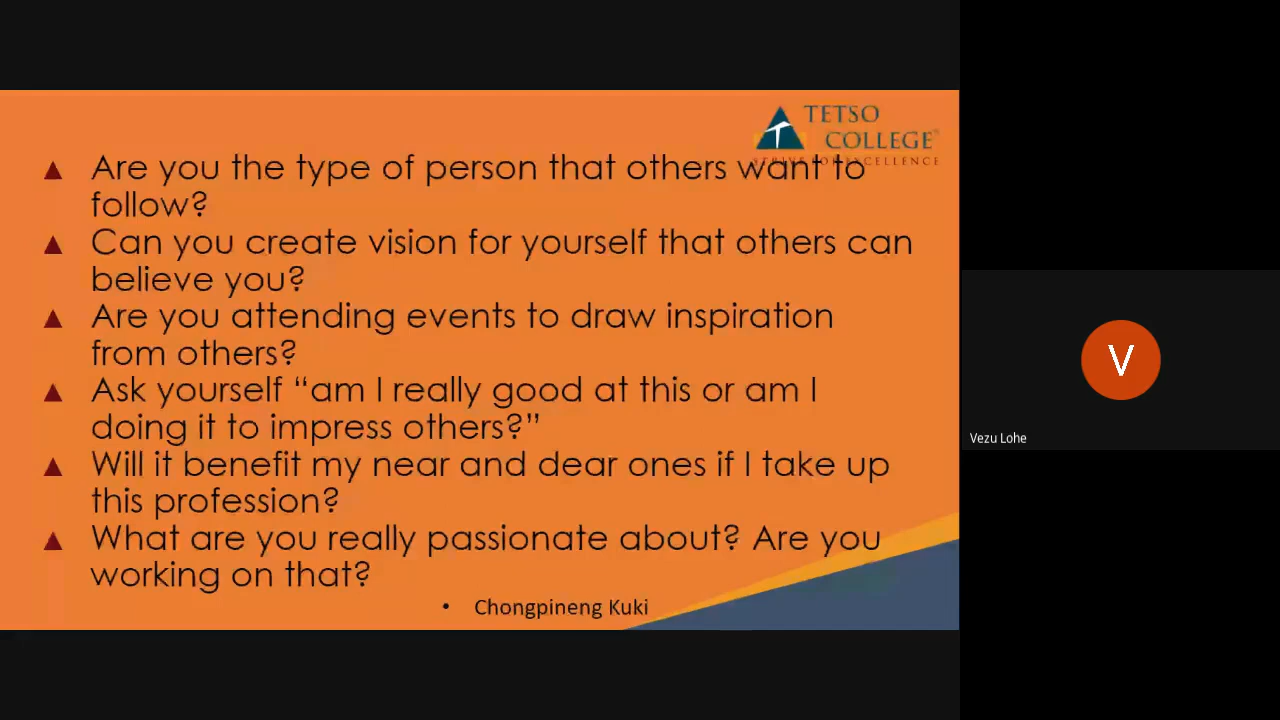 TETSO
COLLEGE®
STRIVE FOR EXCELLENCE
▲ Are you the type of person that others want to
follow?
▲ Can you create vision for yourself that others can
believe you?
▲ Are you attending events to draw inspiration
from others?
▲ Ask yourself “am I really good at this or am I
doing it to impress others?”
▲ Will it benefit my near and dear ones if I take up
this profession?
▲ What are you really passionate about? Are you
working on that?
• Chongpineng Kuki
V
Vezu Lohe